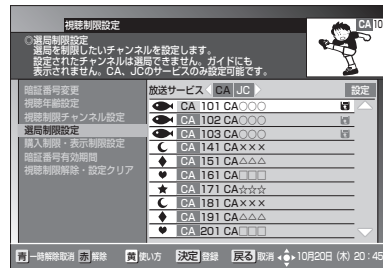 視聴制限設定
CA 10
◎選局制限設定
選局を制限したいチャンネルを設定します。
設定されたチャンネルは選局できません。ガイドにも
表示されません。CA、JCのサービスのみ設定可能です。
暗証番号変更
視聴年齢設定
視聴制限チャンネル設定
選局制限設定
購入制限・表示制限設定
暗証番号有効期間
視聴制限解除・設定クリア
放送サービス CA JC 設定
CA 101 CA○○○
CA 102 CA○○○
CA 103 CA○○○
CA 141 CA×××
CA 151 CA△△△
CA 161 CA□□□
CA 171 CA☆☆☆
CA 181 CA×××
CA 191 CA△△△
CA 201 CA□□□
青 一時解除取消 赤 解除 黄 使い方 決定 登録 戻る 取消 10月20日(木) 20:45